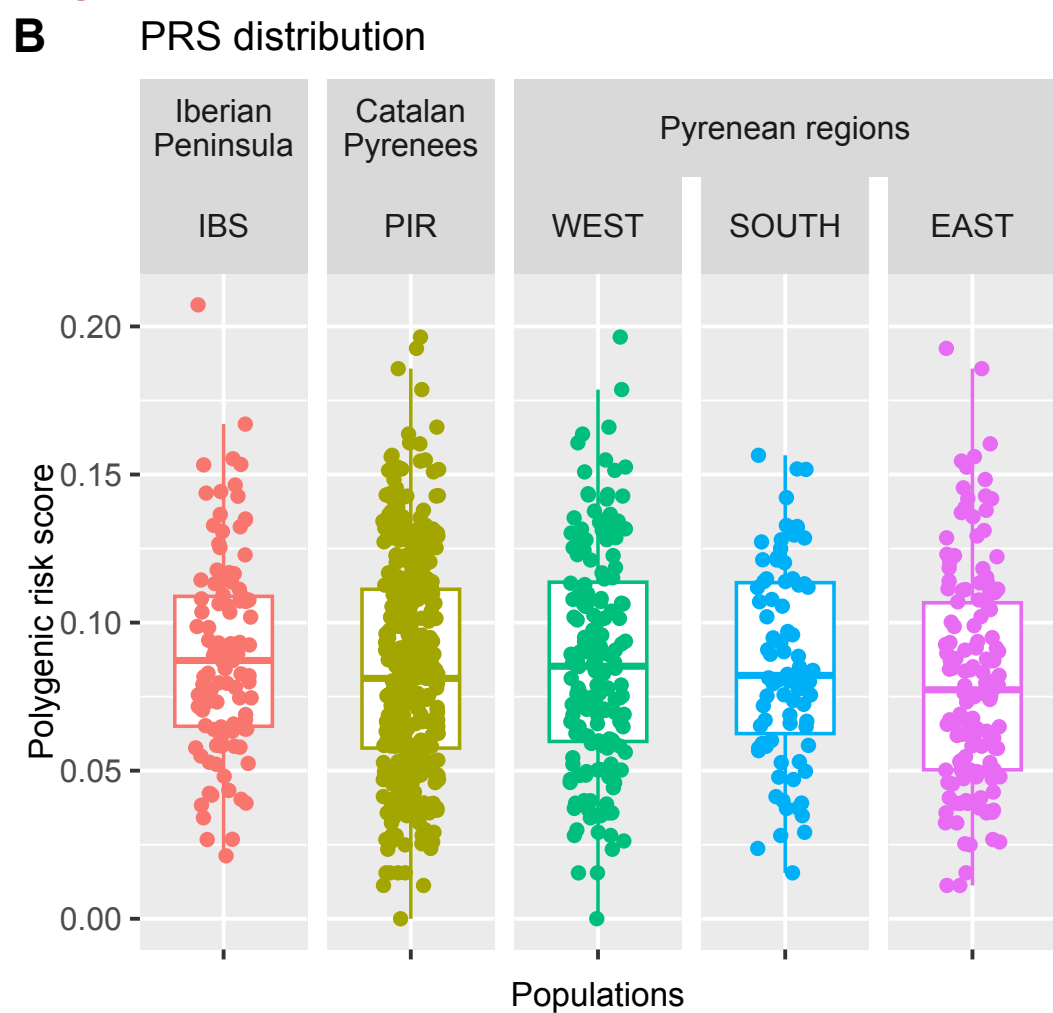 B PRS distribution
Iberian
Peninsula
Catalan
Pyrenees
Pyrenean regions
IBS
PIR
WEST
SOUTH
EAST
Polygenic risk score
0.20
0.15
0.10
0.05
0.00
Populations